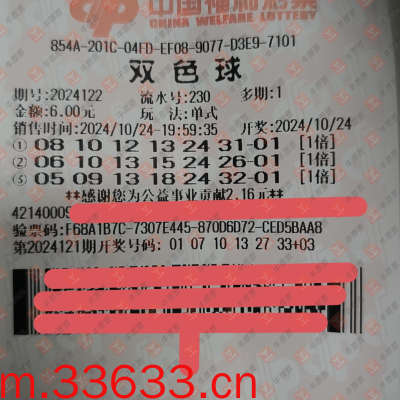 中国福利彩票
CHINA WELFARE LOTTERY
854A-201C-04FD-EF08-9077-D3E9-7101
双色球
期号:2024122 流水号:230 多期:1
金额:6.00元 玩 法:单式
销售时间:2024/10/24-19:59:35 开奖:2024/10/24
① 08 10 12 13 24 31-01 [1倍]
② 06 10 13 15 24 26-01 [1倍]
⑤ 05 09 13 18 24 32-01 [1倍]
**感谢您为公益事业贡献2.16元**
42140009
验票码:F68A1B7C-7307E445-870D6D72-CED5BAA8
第2024121期开奖号码: 01 07 10 13 27 33+03
m.33633.cn